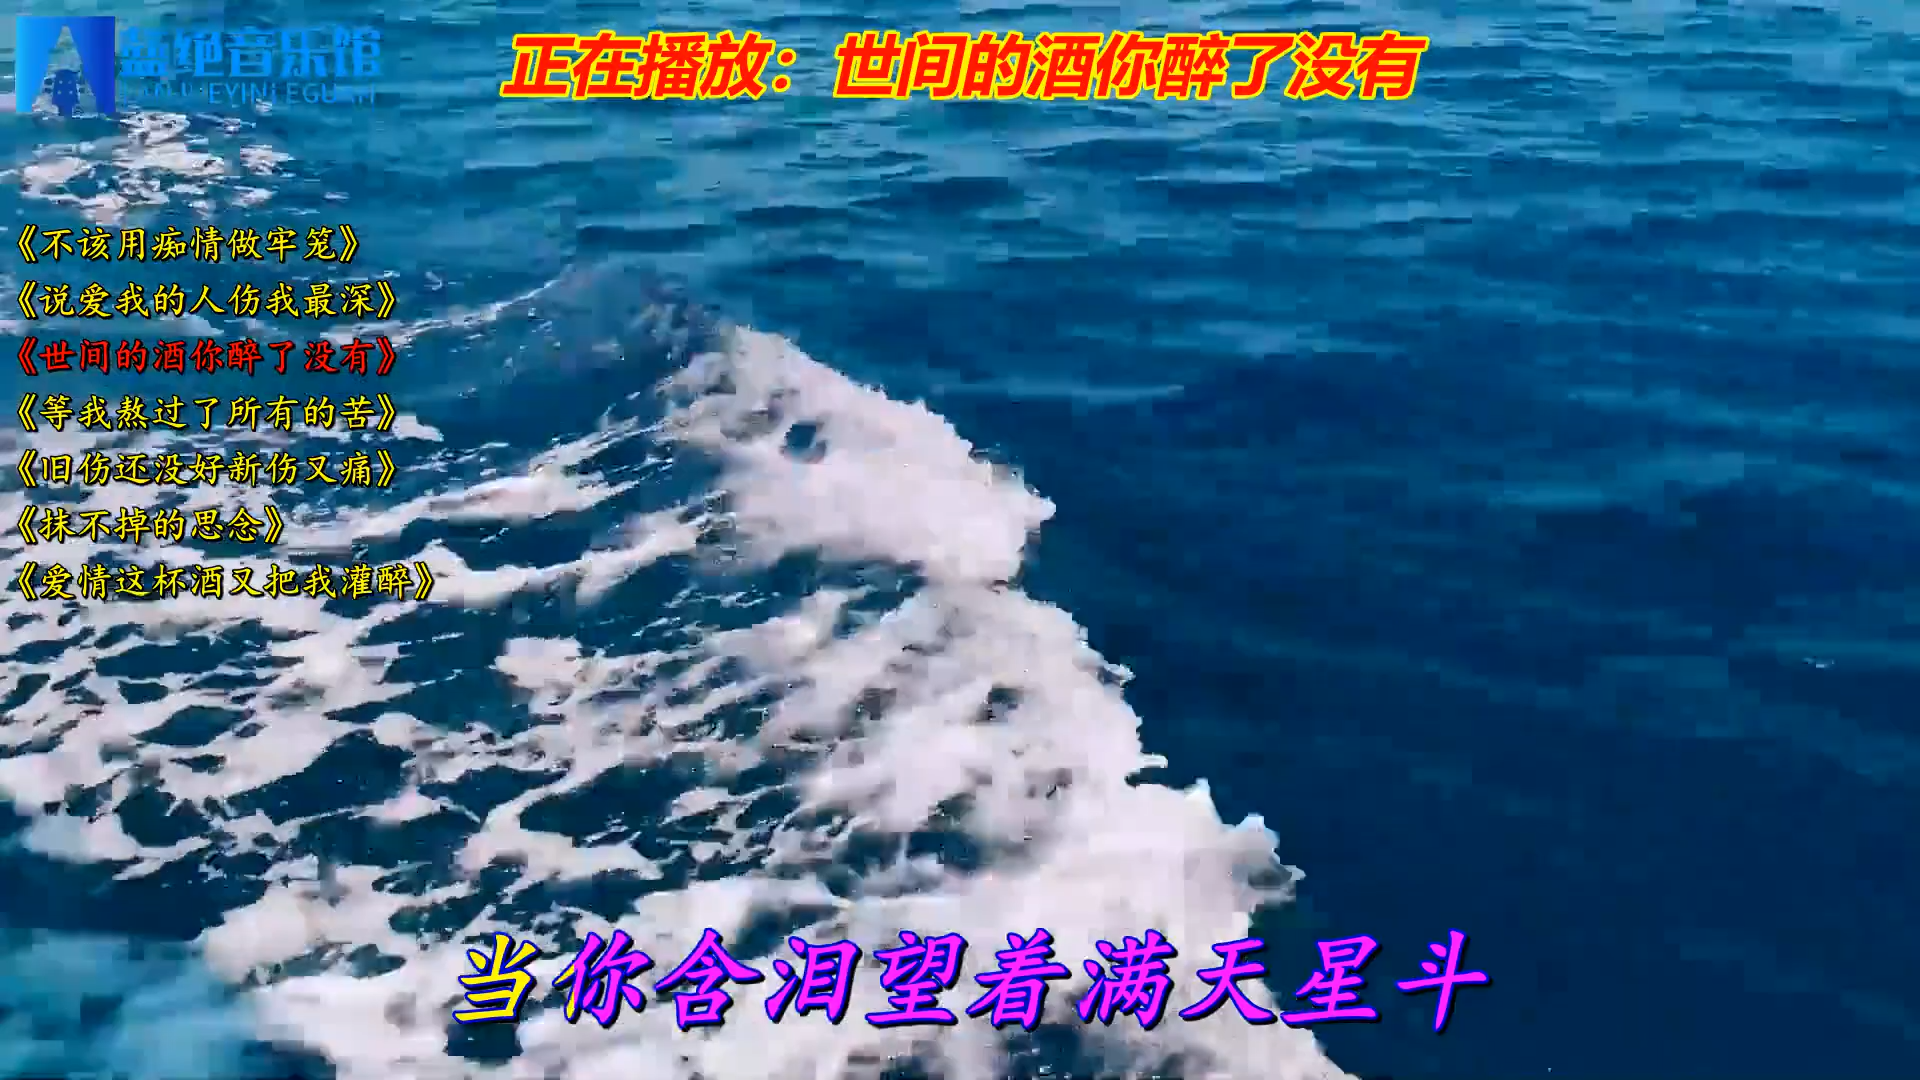 蓝绝音乐馆
正在播放：世间的酒你醉了没有
《不该用痴情做牢笼》
《说爱我的人伤我最深》
《世间的酒你醉了没有》
《等我熬过了所有的苦》
《旧伤还没好新伤又痛》
《抹不掉的思念》
《爱情这杯酒又把我灌醉》
当你含泪望着满天星斗